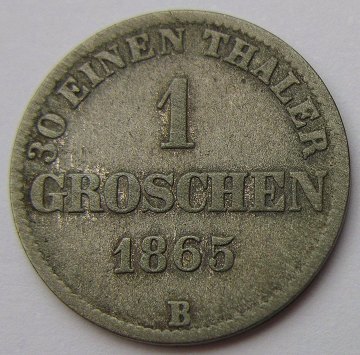 30 EINEN THALER
1
GROSCHEN
1865
B